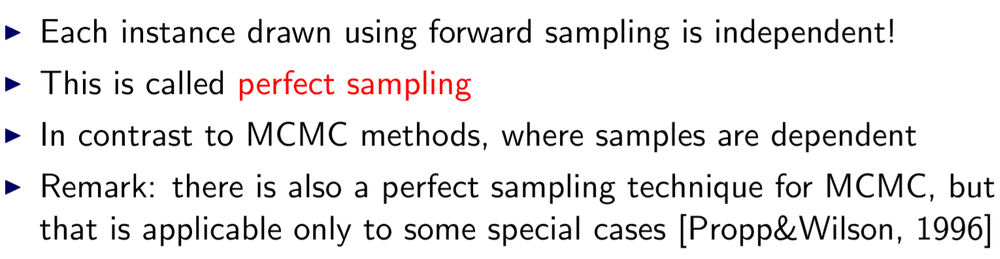 ▶ Each instance drawn using forward sampling is independent!
▶ This is called perfect sampling
▶ In contrast to MCMC methods, where samples are dependent
▶ Remark: there is also a perfect sampling technique for MCMC, but
that is applicable only to some special cases [Propp&Wilson, 1996]